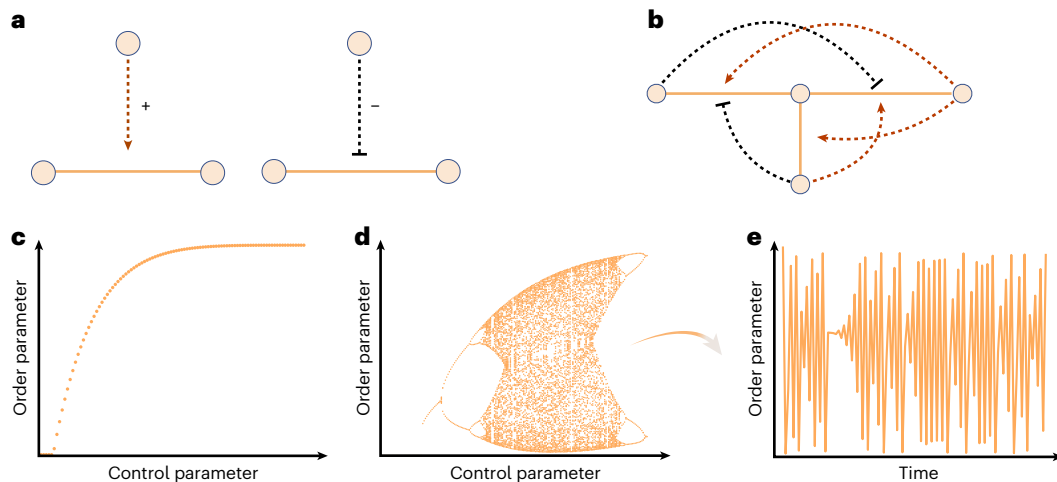 a
+
–
b
c
Order parameter
Control parameter
d
Order parameter
Control parameter
e
Order parameter
Time